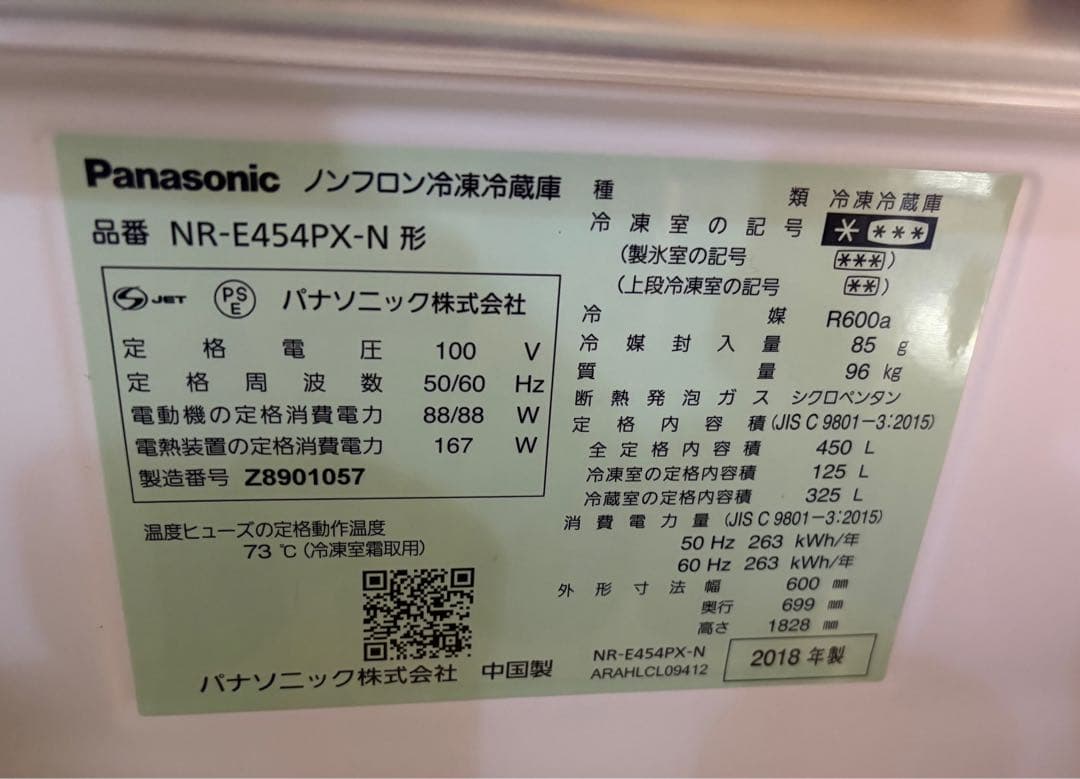 Panasonic ノンフロン冷凍冷蔵庫
品番 NR-E454PX-N 形
JET PSE パナソニック株式会社
定格電圧 100 V
定格周波数 50/60 Hz
電動機の定格消費電力 88/88 W
電熱装置の定格消費電力 167 W
製造番号 Z8901057
温度ヒューズの定格動作温度
73 ℃ (冷凍室霜取用)
パナソニック株式会社 中国製
種類 冷凍冷蔵庫
冷凍室の記号 * ***
(製氷室の記号 ***)
(上段冷凍室の記号 **)
冷媒 R600a
冷媒封入量 85 g
質量 96 kg
断熱発泡ガス シクロペンタン
定格内容積 (JIS C 9801-3:2015)
全定格内容積 450 L
冷凍室の定格内容積 125 L
冷蔵室の定格内容積 325 L
消費電力量 (JIS C 9801-3:2015)
50 Hz 263 kWh/年
60 Hz 263 kWh/年
外形寸法幅 600 mm
奥行 699 mm
高さ 1828 mm
NR-E454PX-N
ARAHLCL09412
2018 年製